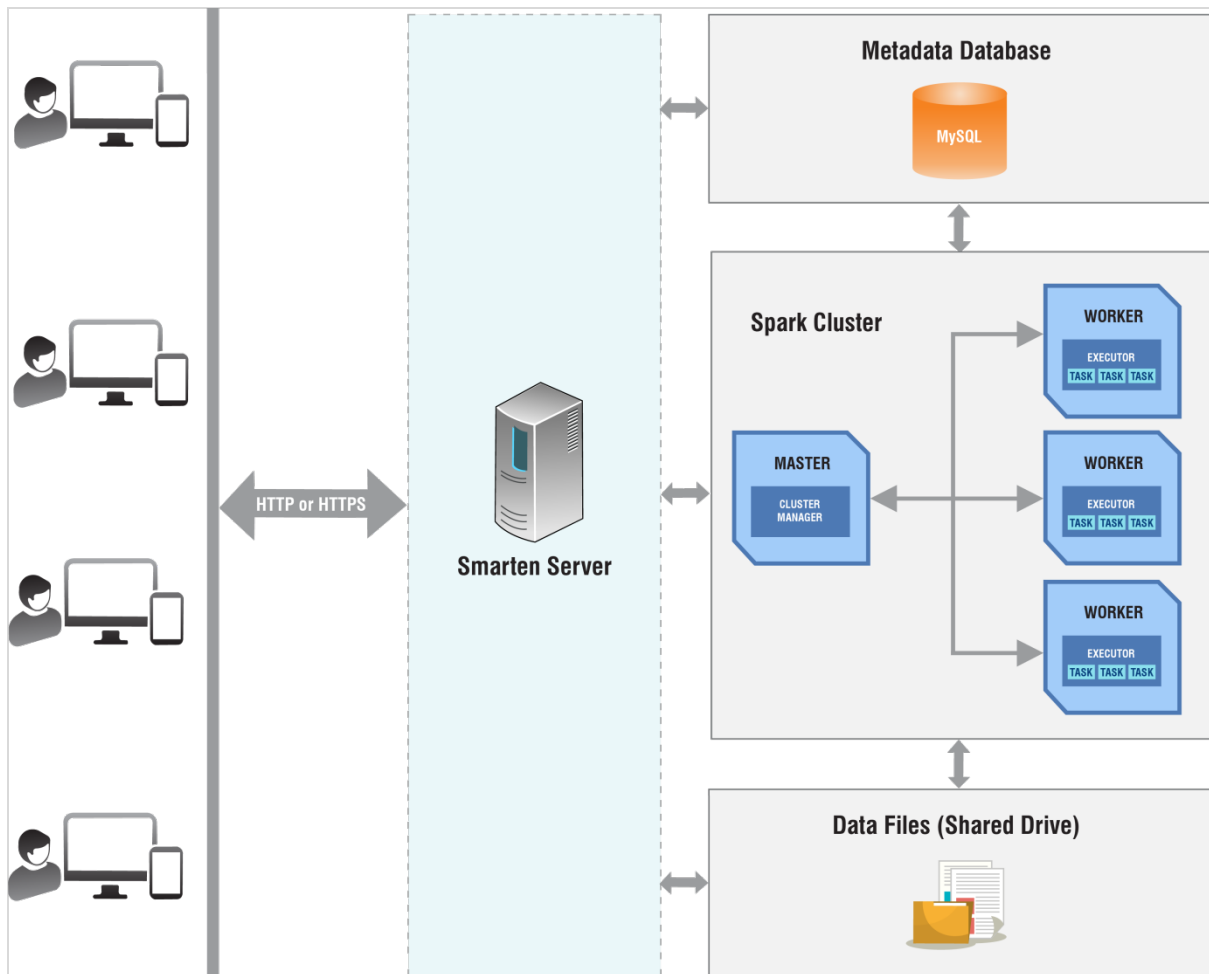 Metadata Database
MySQL
Spark Cluster
WORKER
EXECUTOR
TASK TASK TASK
MASTER
CLUSTER
MANAGER
WORKER
EXECUTOR
TASK TASK TASK
WORKER
EXECUTOR
TASK TASK TASK
HTTP or HTTPS
Smarten Server
Data Files (Shared Drive)